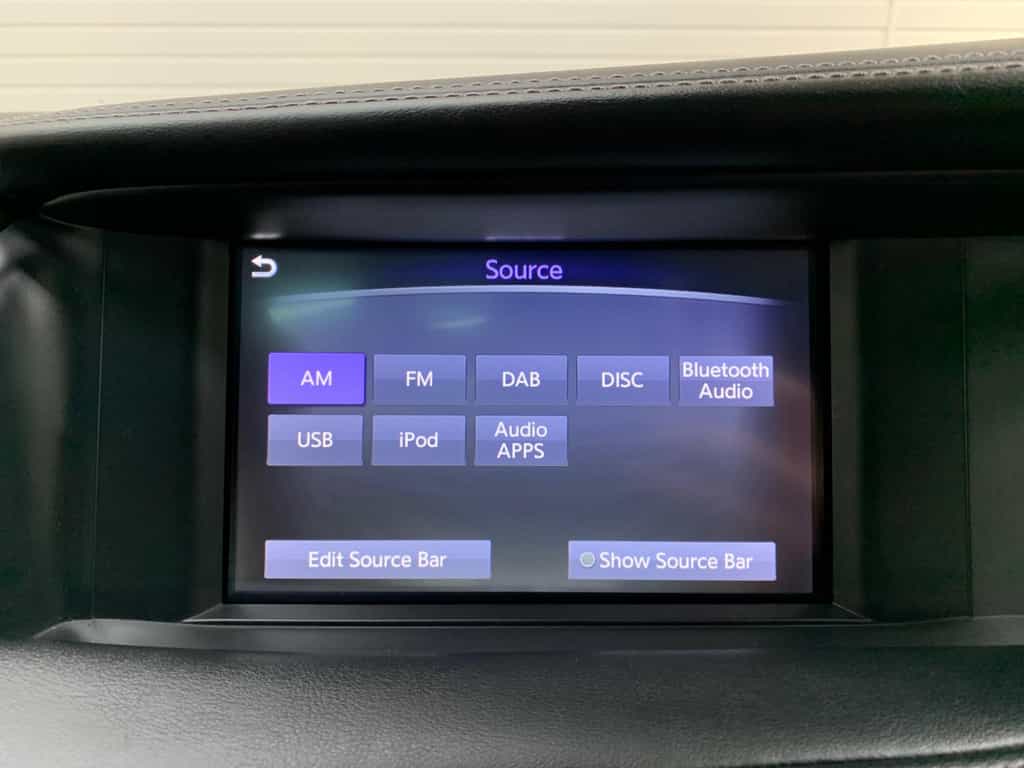 Source
AM
FM
DAB
DISC
Bluetooth
Audio
USB
iPod
Audio
APPS
Edit Source Bar
Show Source Bar